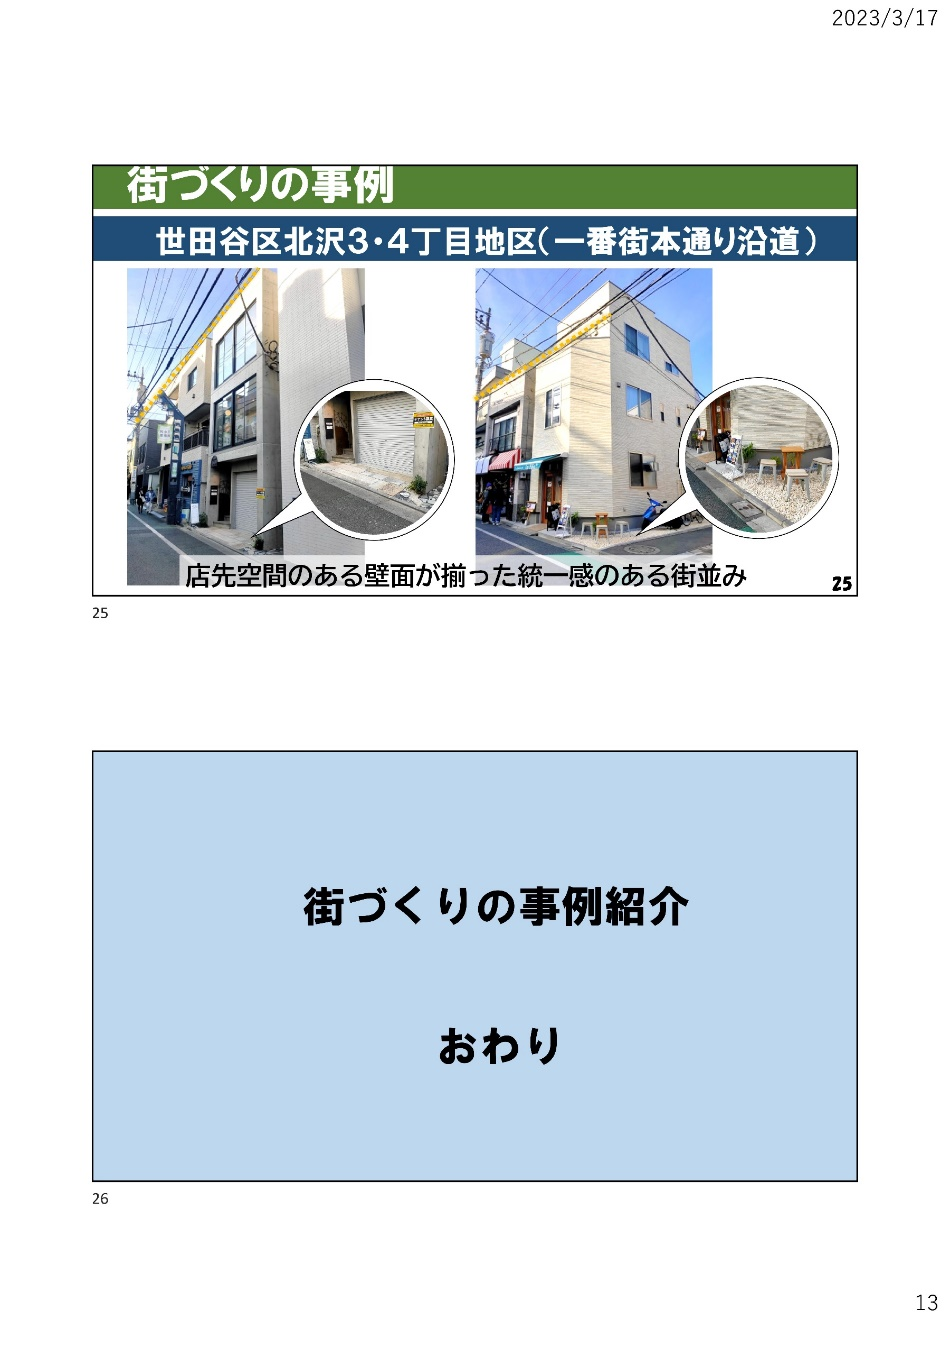 2023/3/17
街づくりの事例
世田谷区北沢3・4丁目地区(一番街本通り沿道)
店先空間のある壁面が揃った統一感のある街並み
25
25
街づくりの事例紹介
おわり
26
13